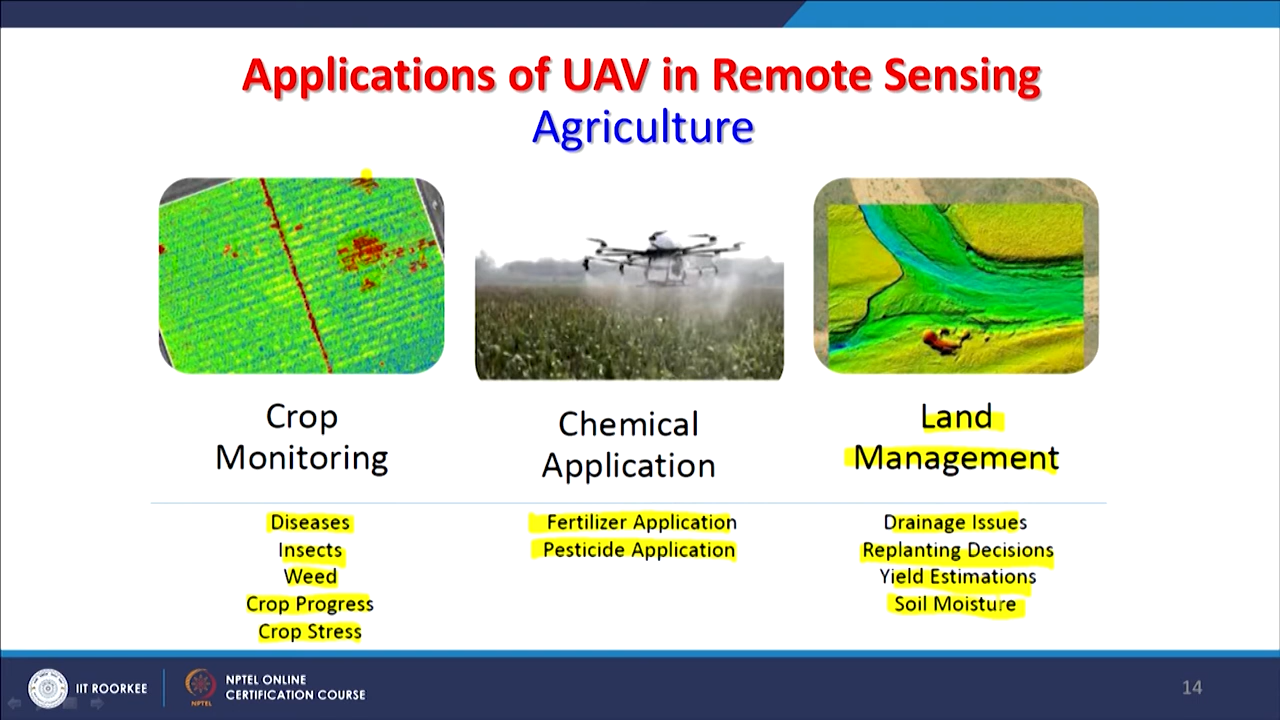 Applications of UAV in Remote Sensing
Agriculture
Crop
Monitoring
Chemical
Application
Land
Management
Diseases
Insects
Weed
Crop Progress
Crop Stress
Fertilizer Application
Pesticide Application
Drainage Issues
Replanting Decisions
Yield Estimations
Soil Moisture
IIT ROORKEE
NPTEL
NPTEL ONLINE
CERTIFICATION COURSE
14